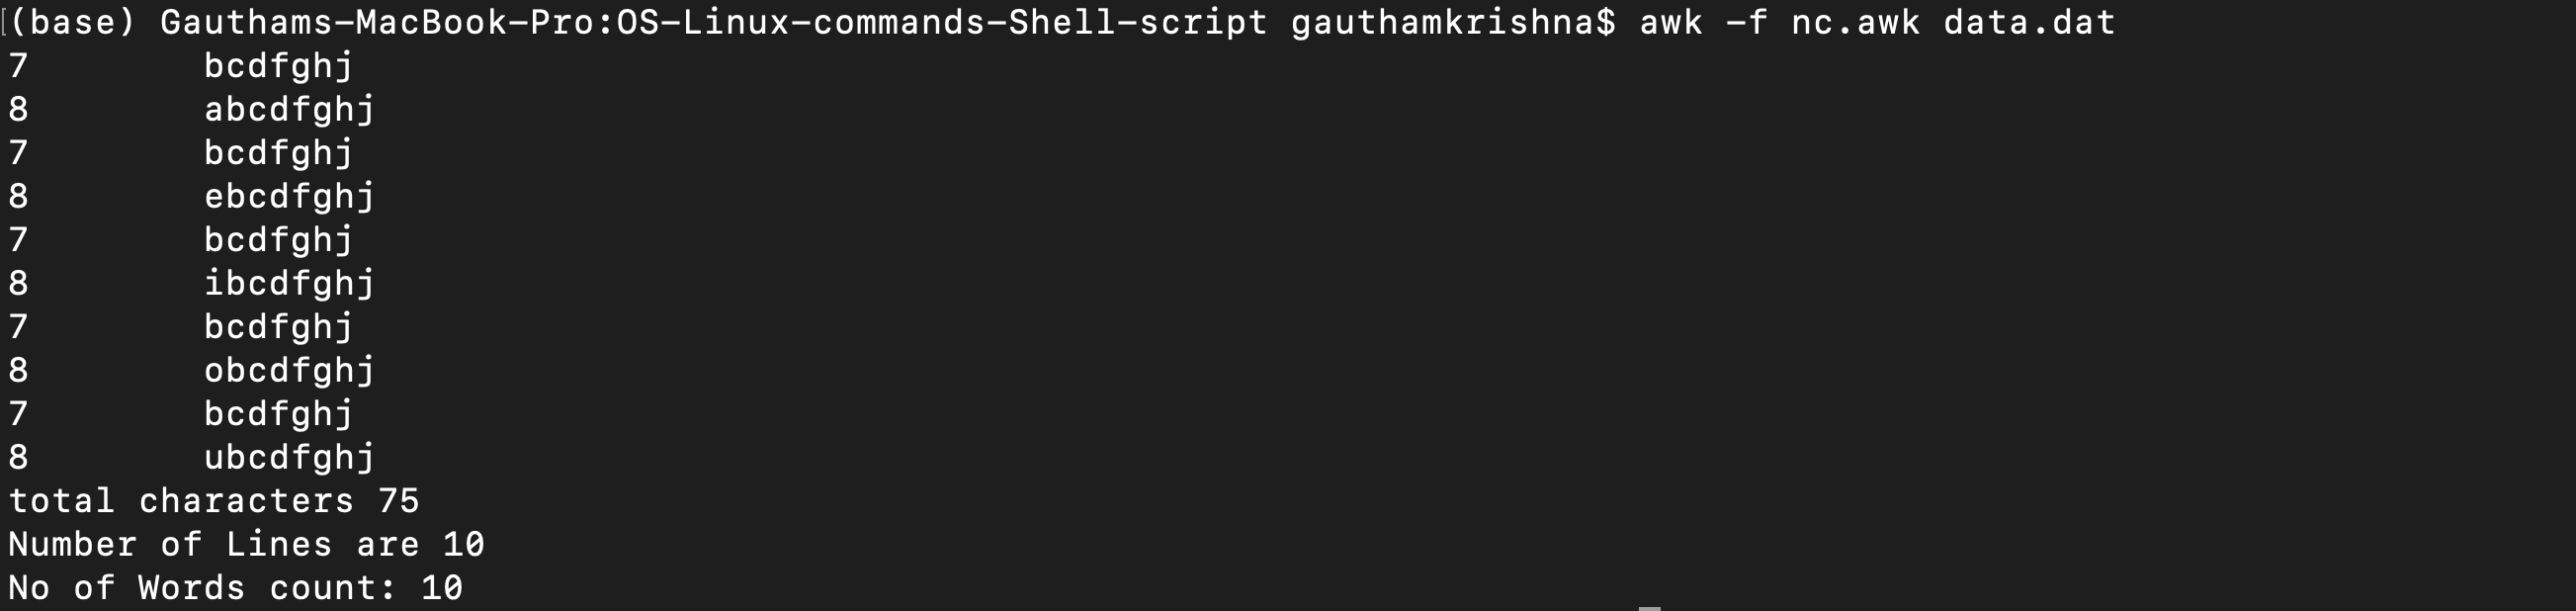 (base) Gauthams-MacBook-Pro:OS-Linux-commands-Shell-script gauthamkrishna$ awk -f nc.awk data.dat
7 bcdfghj
8 abcdfghj
7 bcdfghj
8 ebcdfghj
7 bcdfghj
8 ibcdfghj
7 bcdfghj
8 obcdfghj
7 bcdfghj
8 ubcdfghj
total characters 75
Number of Lines are 10
No of Words count: 10